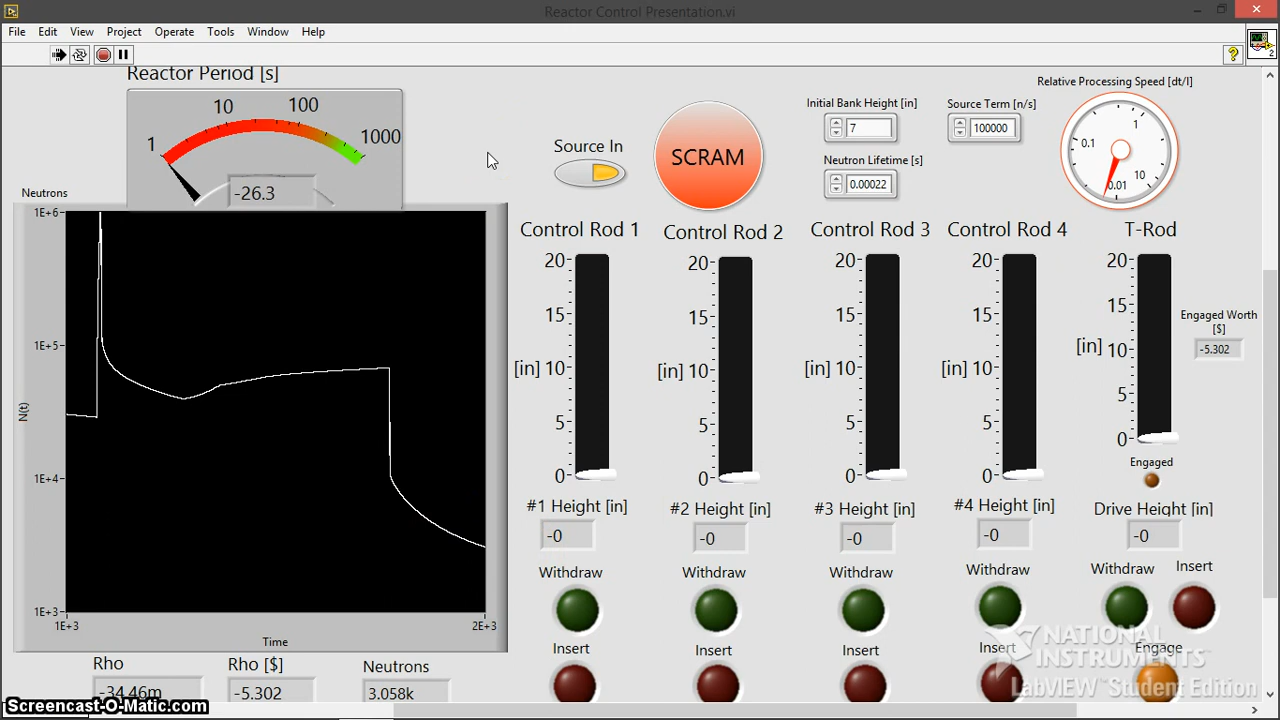 Reactor Control Presentation.vi
File Edit View Project Operate Tools Window Help
2
Reactor Period [s]
1 10 100 1000
-26.3
Source In
SCRAM
Initial Bank Height [in]
7
Neutron Lifetime [s]
0.00022
Source Term [n/s]
100000
Relative Processing Speed [dt/I]
0.1 1 10 0.01
Neutrons
1E+6
1E+5
N(t)
1E+4
1E+3
1E+3 2E+3
Time
Control Rod 1
20
15
[in] 10
5
0
#1 Height [in]
-0
Withdraw
Insert
Control Rod 2
20
15
[in] 10
5
0
#2 Height [in]
-0
Withdraw
Insert
Control Rod 3
20
15
[in] 10
5
0
#3 Height [in]
-0
Withdraw
Insert
Control Rod 4
20
15
[in] 10
5
0
#4 Height [in]
-0
Withdraw
Insert
T-Rod
20
15
[in] 10
5
0
Engaged Worth
[$]
-5.302
Engaged
Drive Height [in]
-0
Withdraw Insert
Engage
Rho
-34.46m
Rho [$]
-5.302
Neutrons
3.058k
NATIONAL
INSTRUMENTS
LabVIEW™ Student Edition
Screencast-O-Matic.com